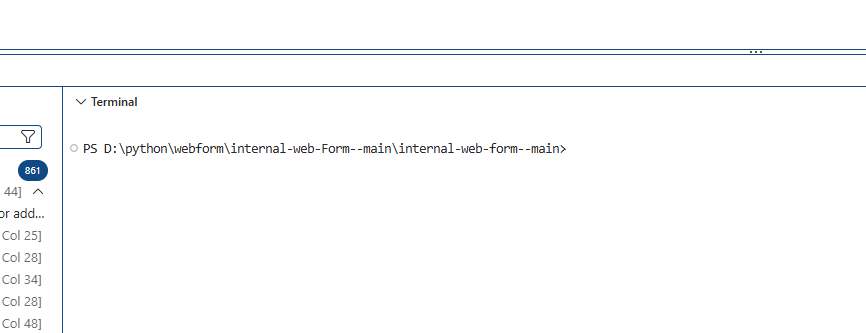 Terminal
PS D:\python\webform\internal-web-Form--main\internal-web-form--main>
861
44]
or add...
Col 25]
Col 28]
Col 34]
Col 28]
Col 48]